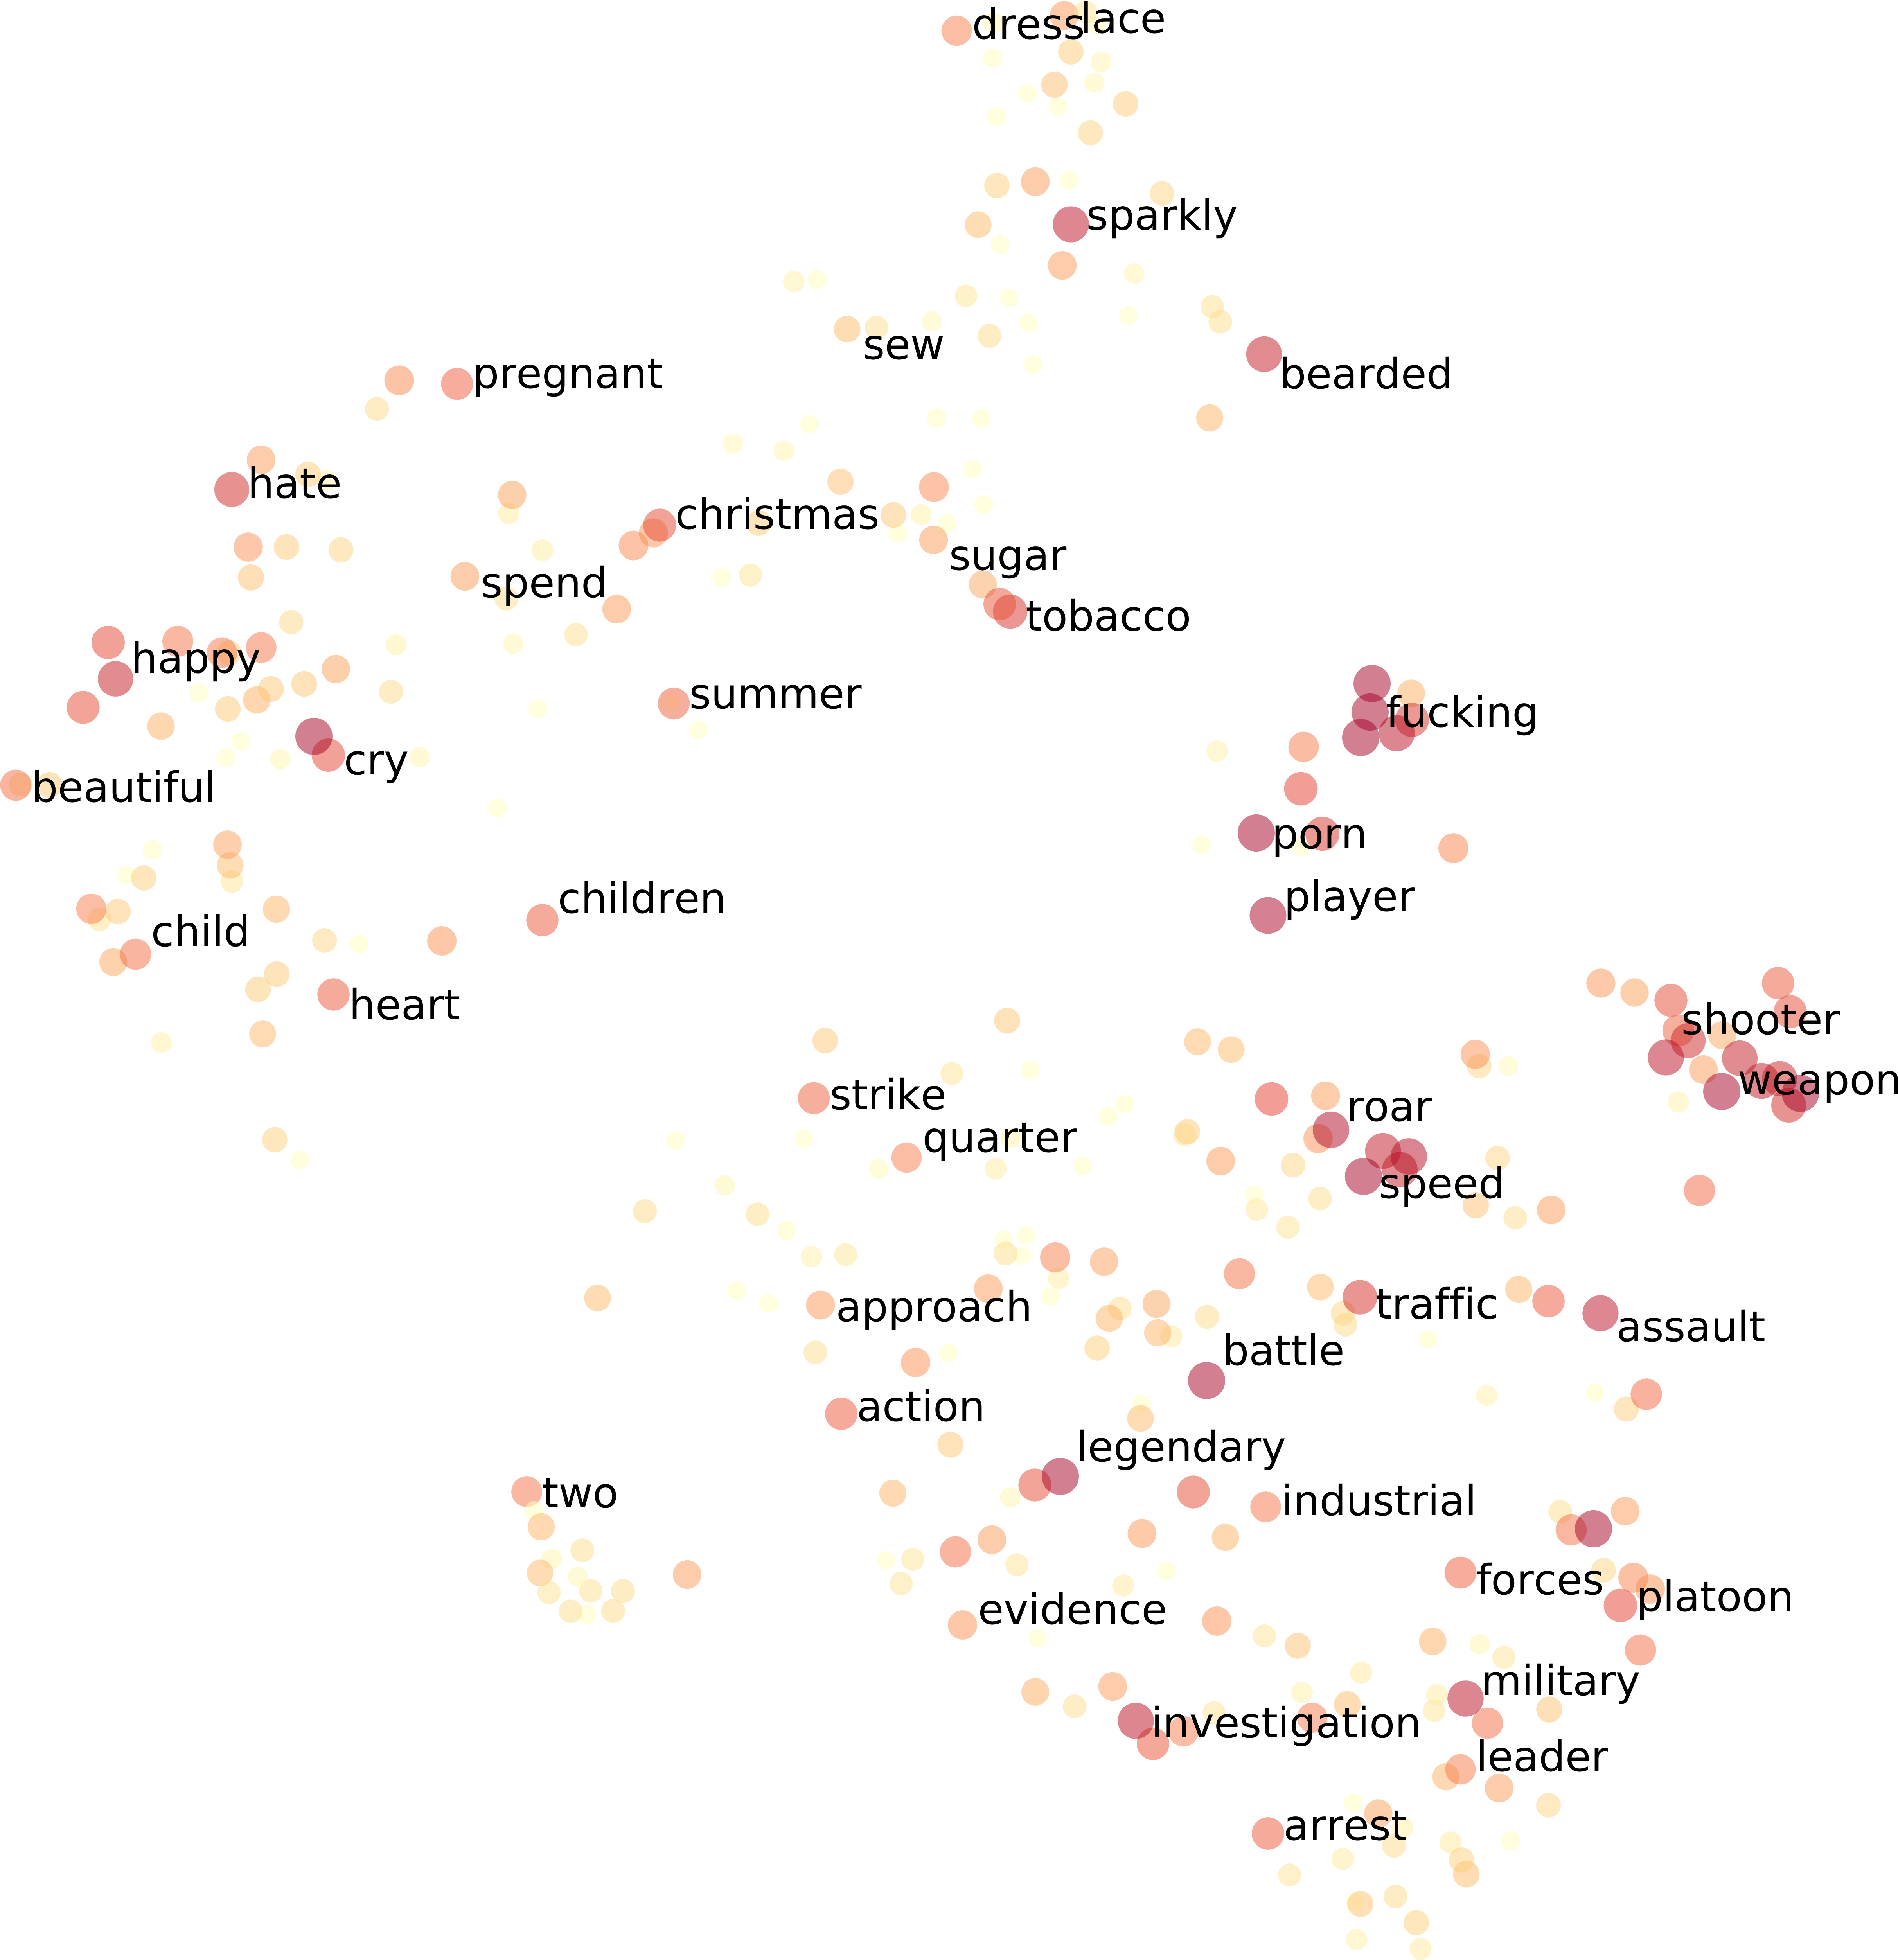 dress
lace
sparkly
sew
bearded
pregnant
hate
christmas
sugar
spend
tobacco
happy
summer
fucking
cry
beautiful
porn
children
player
child
heart
shooter
weapon
strike
roar
quarter
speed
approach
traffic
assault
battle
action
legendary
two
industrial
forces
platoon
evidence
military
investigation
leader
arrest